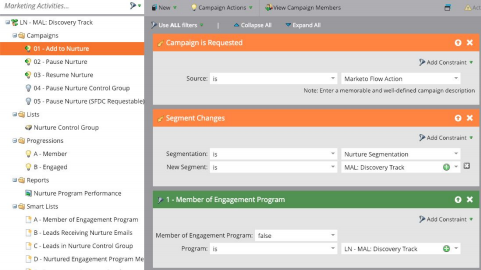 Marketing Activities...
New
Campaign Actions
View Campaign Members
LN - MAL: Discovery Track
Campaigns
01 - Add to Nurture
02 - Pause Nurture
03 - Resume Nurture
04 - Pause Nurture Control Group
05 - Pause Nurture (SFDC Requestable)
Lists
Nurture Control Group
Progressions
A - Member
B - Engaged
Reports
Nurture Program Performance
Smart Lists
A - Member of Engagement Program
B - Leads Receiving Nurture Emails
C - Leads in Nurture Control Group
D - Nurtured Engagement Program Me
Use ALL filters
Collapse All
Expand All
Campaign is Requested
Add Constraint
Source: is
Marketo Flow Action
Note: Enter a memorable and well-defined campaign description
Segment Changes
Add Constraint
Segmentation: is
Nurture Segmentation
New Segment: is
MAL: Discovery Track
1 - Member of Engagement Program
Add Constraint
Member of Engagement Program: false
Program: is
LN - MAL: Discovery Track